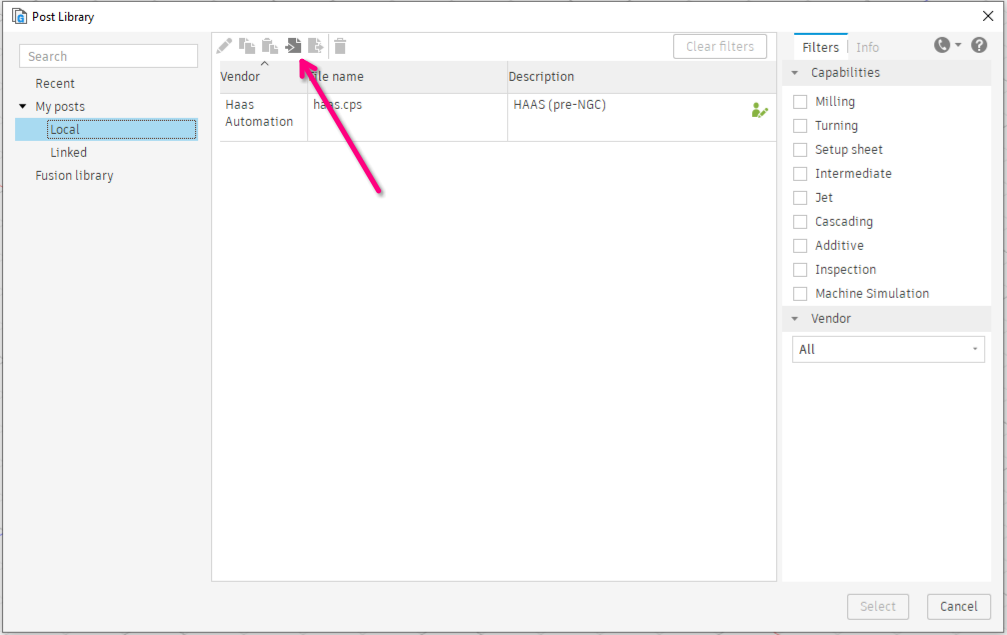 Post Library
Search
Recent
My posts
Local
Linked
Fusion library
Clear filters
Vendor
ile name
Description
Haas
Automation
haas.cps
HAAS (pre-NGC)
Filters
Info
Capabilities
Milling
Turning
Setup sheet
Intermediate
Jet
Cascading
Additive
Inspection
Machine Simulation
Vendor
All
Select
Cancel